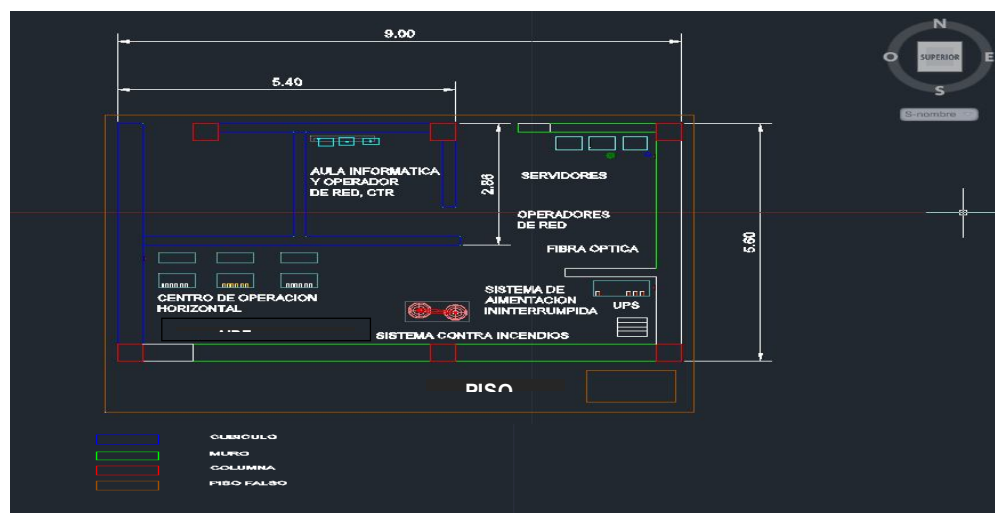 9.00
N
O
SUPERIOR
E
S
S-nombre
5.40
AULA INFORMATICA
Y OPERADOR
DE RED, CTR
2.86
SERVIDORES
OPERADORES
DE RED
FIBRA OPTICA
5.60
SISTEMA DE
AIMENTACION
ININTERRUMPIDA
UPS
CENTRO DE OPERACION
HORIZONTAL
SISTEMA CONTRA INCENDIOS
PISO
CUBICULO
MURO
COLUMNA
PISO FALSO